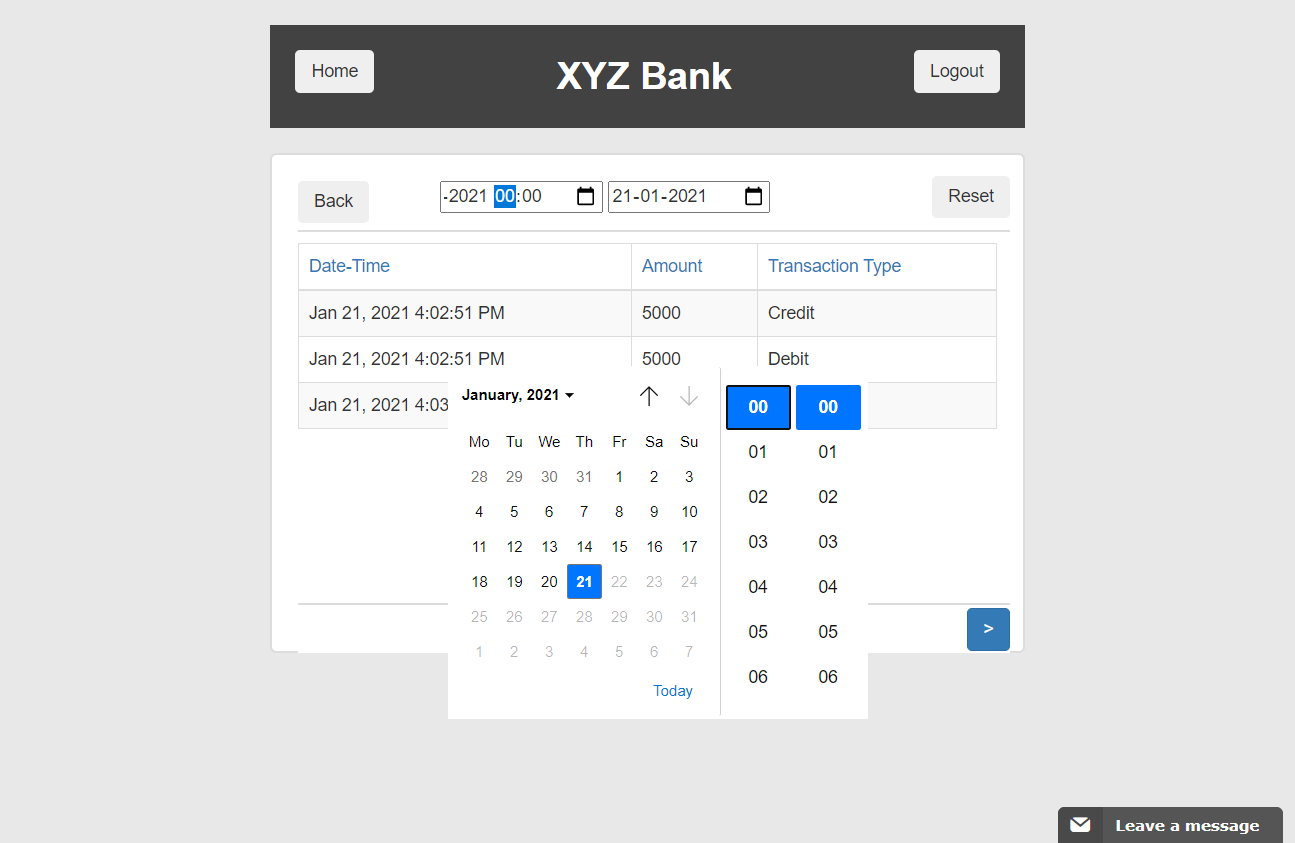 Home XYZ Bank Logout
Back -2021 00:00 21-01-2021 Reset
Date-Time Amount Transaction Type
Jan 21, 2021 4:02:51 PM 5000 Credit
Jan 21, 2021 4:02:51 PM 5000 Debit
Jan 21, 2021 4:03
January, 2021
Mo Tu We Th Fr Sa Su
28 29 30 31 1 2 3
4 5 6 7 8 9 10
11 12 13 14 15 16 17
18 19 20 21 22 23 24
25 26 27 28 29 30 31
1 2 3 4 5 6 7
Today
00 00
01 01
02 02
03 03
04 04
05 05
06 06
>
Leave a message